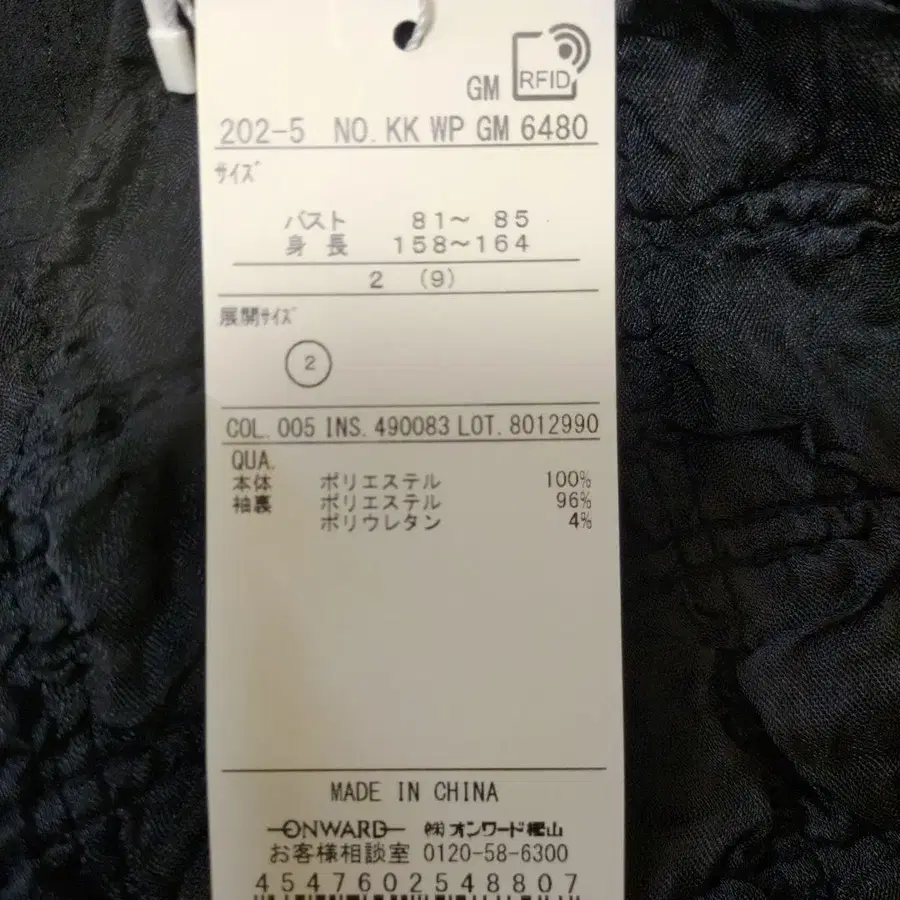 GM RFID
202-5 NO. KK WP GM 6480
サイズ
バスト 81～ 85
身長 158～164
2 (9)
展開サイズ
2
COL. 005 INS. 490083 LOT. 8012990
QUA.
本体 ポリエステル 100%
袖裏 ポリエステル 96%
ポリウレタン 4%
MADE IN CHINA
ONWARD ㈱オンワード樫山
お客様相談室 0120-58-6300
4547602548807